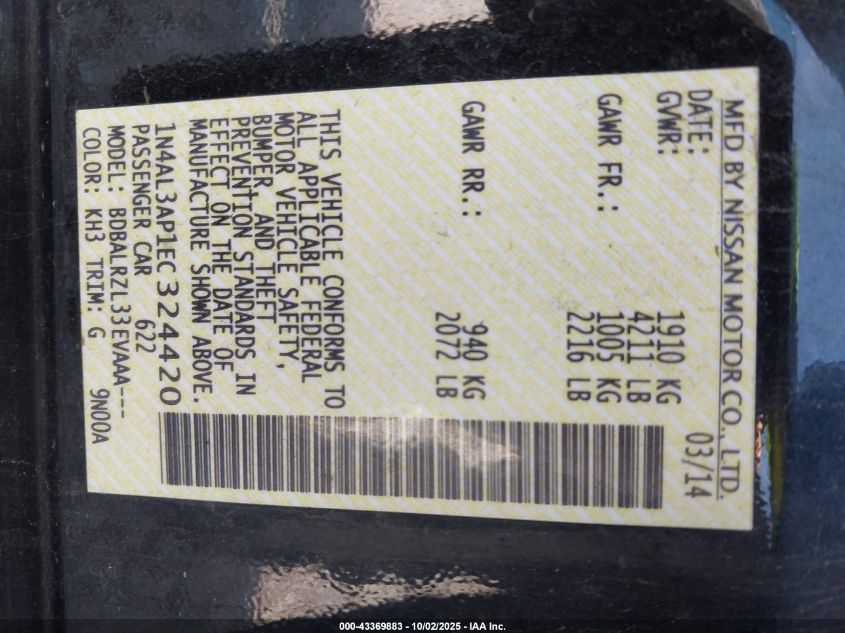 MFD BY NISSAN MOTOR CO., LTD.
DATE: 03/14
GVWR: 1910 KG
4211 LB
GAWR FR.: 1005 KG
2216 LB
GAWR RR.: 940 KG
2072 LB
THIS VEHICLE CONFORMS TO
ALL APPLICABLE FEDERAL
MOTOR VEHICLE SAFETY,
BUMPER, AND THEFT
PREVENTION STANDARDS IN
EFFECT ON THE DATE OF
MANUFACTURE SHOWN ABOVE.
1N4AL3AP1EC324420
PASSENGER CAR 622
MODEL: BDBALRZL33EVAAA---
COLOR: KH3 TRIM: G 9N00A
000-43369883 - 10/02/2025 - IAA Inc.